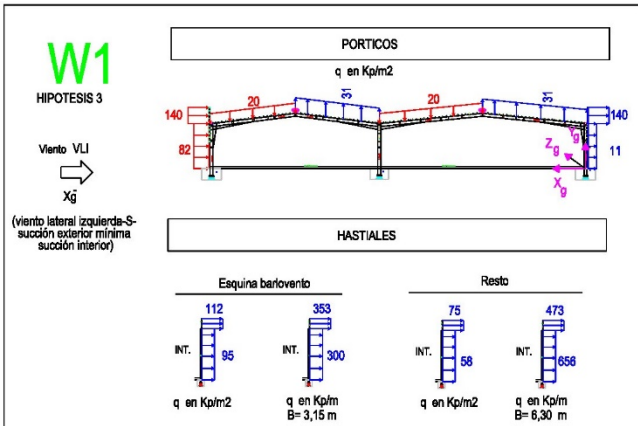 W1
HIPOTESIS 3
Viento VLI
Xg-
(viento lateral izquierda-S-
succión exterior mínima
succión interior)
PORTICOS
q en Kp/m2
140
20
31
20
31
140
82
11
Yg
Zg
Xg
HASTIALES
Esquina barlovento
Resto
112
353
75
473
INT.
95
INT.
300
INT.
58
INT.
656
q en Kp/m2
q en Kp/m
B= 3,15 m
q en Kp/m2
q en Kp/m
B= 6,30 m